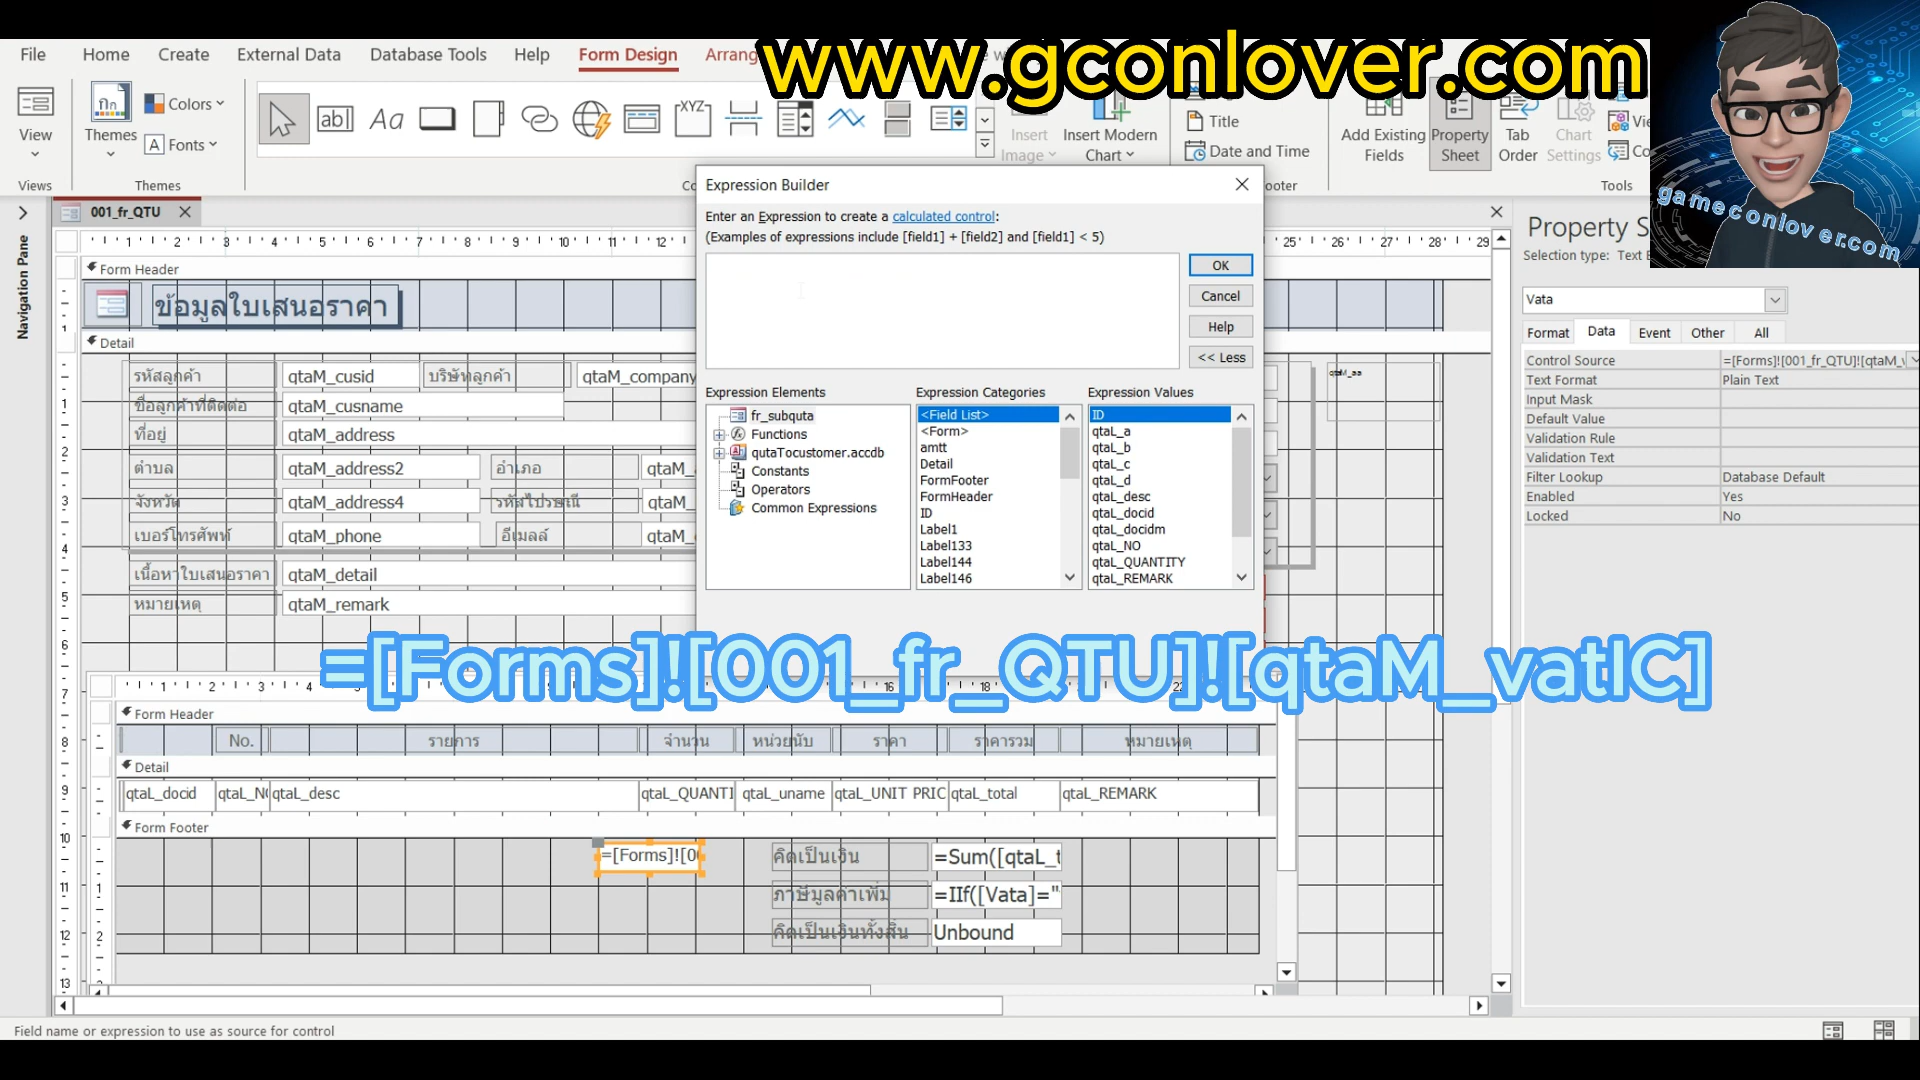 www.gconlover.com
gameconlover.com
File Home Create External Data Database Tools Help Form Design Arrang
View
Views
Themes
Colors
Fonts
Themes
Aa
XYZ
Insert Image
Insert Modern Chart
Title
Date and Time
Add Existing Fields
Property Sheet
Tab Order
Chart Settings
Tools
001_fr_QTU
Navigation Pane
Form Header
ข้อมูลใบเสนอราคา
Detail
รหัสลูกค้า qtaM_cusid บริษัทลูกค้า qtaM_company
ชื่อลูกค้าที่ติดต่อ qtaM_cusname
ที่อยู่ qtaM_address
ตำบล qtaM_address2 อำเภอ qtaM_
จังหวัด qtaM_address4 รหัสไปรษณี qtaM_
เบอร์โทรศัพท์ qtaM_phone อีเมลล์ qtaM_
เนื้อหาใบเสนอราคา qtaM_detail
หมายเหตุ qtaM_remark
Expression Builder
Enter an Expression to create a calculated control:
(Examples of expressions include [field1] + [field2] and [field1] < 5)
OK
Cancel
Help
<< Less
Expression Elements
fr_subquta
Functions
qutaTocustomer.accdb
Constants
Operators
Common Expressions
Expression Categories
<Field List>
<Form>
amtt
Detail
FormFooter
FormHeader
ID
Label1
Label133
Label144
Label146
Expression Values
ID
qtaL_a
qtaL_b
qtaL_c
qtaL_d
qtaL_desc
qtaL_docid
qtaL_docidm
qtaL_NO
qtaL_QUANTITY
qtaL_REMARK
=[Forms]![001_fr_QTU]![qtaM_vatIC]
Form Header
No. รายการ จำนวน หน่วยนับ ราคา ราคารวม หมายเหตุ
Detail
qtaL_docid qtaL_N qtaL_desc qtaL_QUANTI qtaL_uname qtaL_UNIT PRIC qtaL_total qtaL_REMARK
Form Footer
=[Forms]![0 คิดเป็นเงิน =Sum([qtaL_t
ภาษีมูลค่าเพิ่ม =IIf([Vata]="
คิดเป็นเงินทั้งสิ้น Unbound
Property S
Selection type: Text
Vata
Format Data Event Other All
Control Source =[Forms]![001_fr_QTU]![qtaM_v
Text Format Plain Text
Input Mask
Default Value
Validation Rule
Validation Text
Filter Lookup Database Default
Enabled Yes
Locked No
Field name or expression to use as source for control